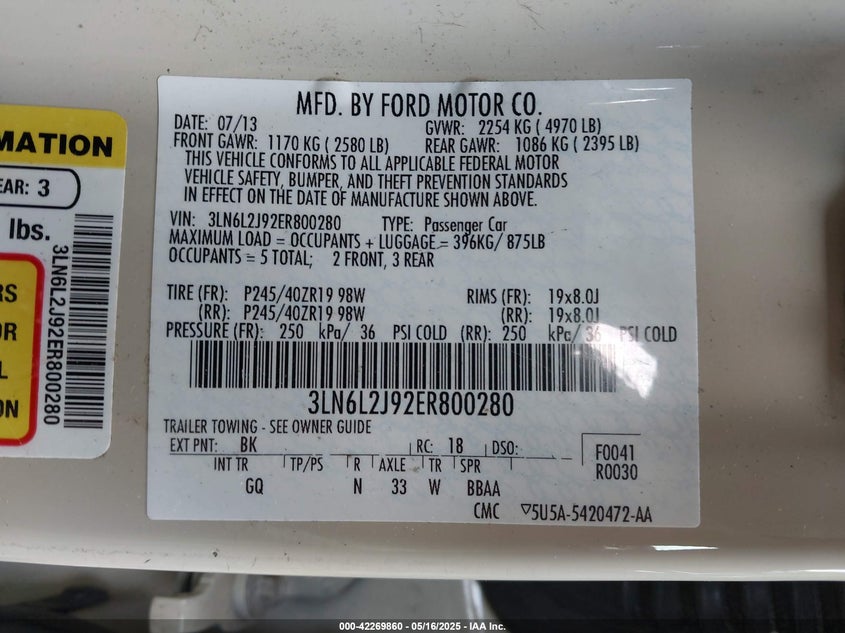 MFD. BY FORD MOTOR CO.
DATE: 07/13 GVWR: 2254 KG ( 4970 LB)
FRONT GAWR: 1170 KG ( 2580 LB) REAR GAWR: 1086 KG ( 2395 LB)
THIS VEHICLE CONFORMS TO ALL APPLICABLE FEDERAL MOTOR
VEHICLE SAFETY, BUMPER, AND THEFT PREVENTION STANDARDS
IN EFFECT ON THE DATE OF MANUFACTURE SHOWN ABOVE.
VIN: 3LN6L2J92ER800280 TYPE: Passenger Car
MAXIMUM LOAD = OCCUPANTS + LUGGAGE = 396KG/ 875LB
OCCUPANTS = 5 TOTAL; 2 FRONT, 3 REAR
TIRE (FR): P245/40ZR19 98W RIMS (FR): 19x8.0J
(RR): P245/40ZR19 98W (RR): 19x8.0J
PRESSURE (FR): 250 kPa/ 36 PSI COLD (RR): 250 kPa/ 36 PSI COLD
3LN6L2J92ER800280
TRAILER TOWING - SEE OWNER GUIDE
EXT PNT: BK RC: 18 DSO: F0041
R0030
INT TR TP/PS R AXLE TR SPR
GQ N 33 W BBAA
CMC ▽5U5A-5420472-AA
MATION
EAR: 3
lbs.
RS
OR
L
ON
3LN6L2J92ER800280
000-42269860 - 05/16/2025 - IAA Inc.